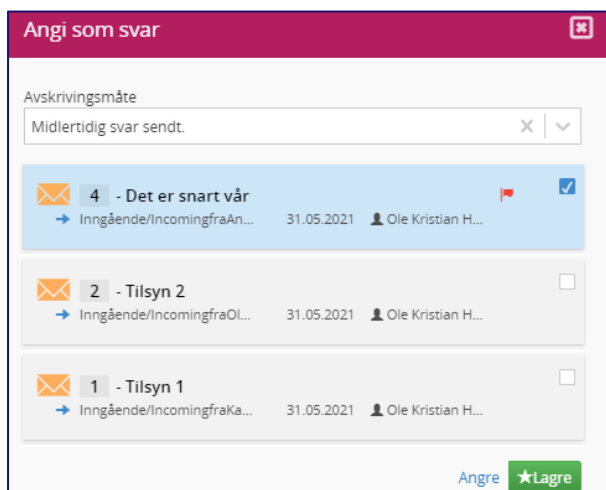 Angi som svar
Avskrivingsmåte
Midlertidig svar sendt.
4 - Det er snart vår
Inngående/IncomingfraAn... 31.05.2021 Ole Kristian H...
2 - Tilsyn 2
Inngående/IncomingfraOl... 31.05.2021 Ole Kristian H...
1 - Tilsyn 1
Inngående/IncomingfraKa... 31.05.2021 Ole Kristian H...
Angre Lagre